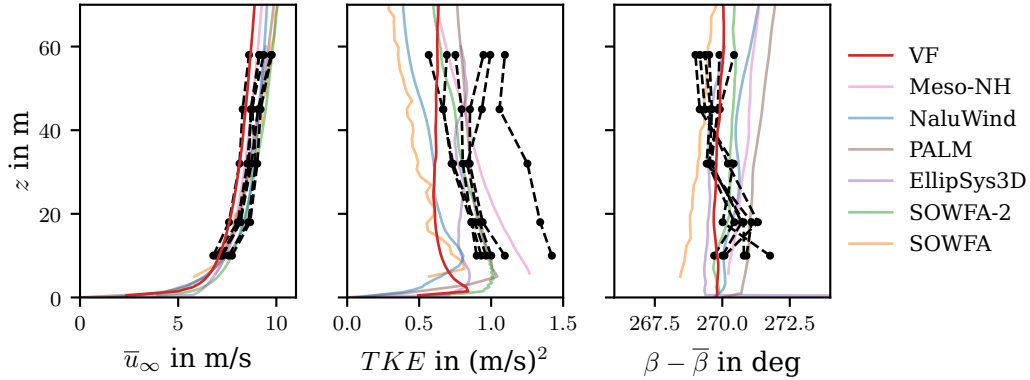 60
40
20
0
z in m
0
5
10
u̅∞ in m/s
0.0
0.5
1.0
1.5
TKE in (m/s)²
267.5
270.0
272.5
β − β̅ in deg
VF
Meso-NH
NaluWind
PALM
EllipSys3D
SOWFA-2
SOWFA